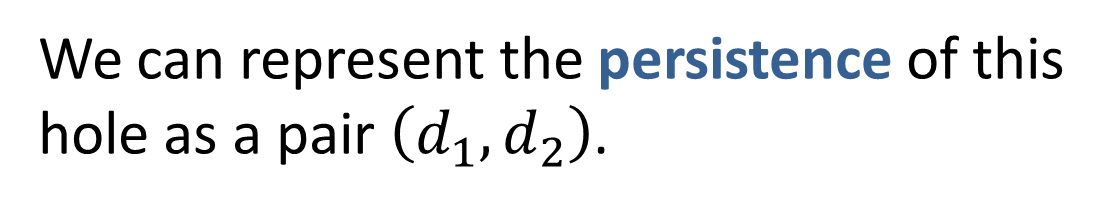 We can represent the persistence of this
hole as a pair (d₁, d₂).